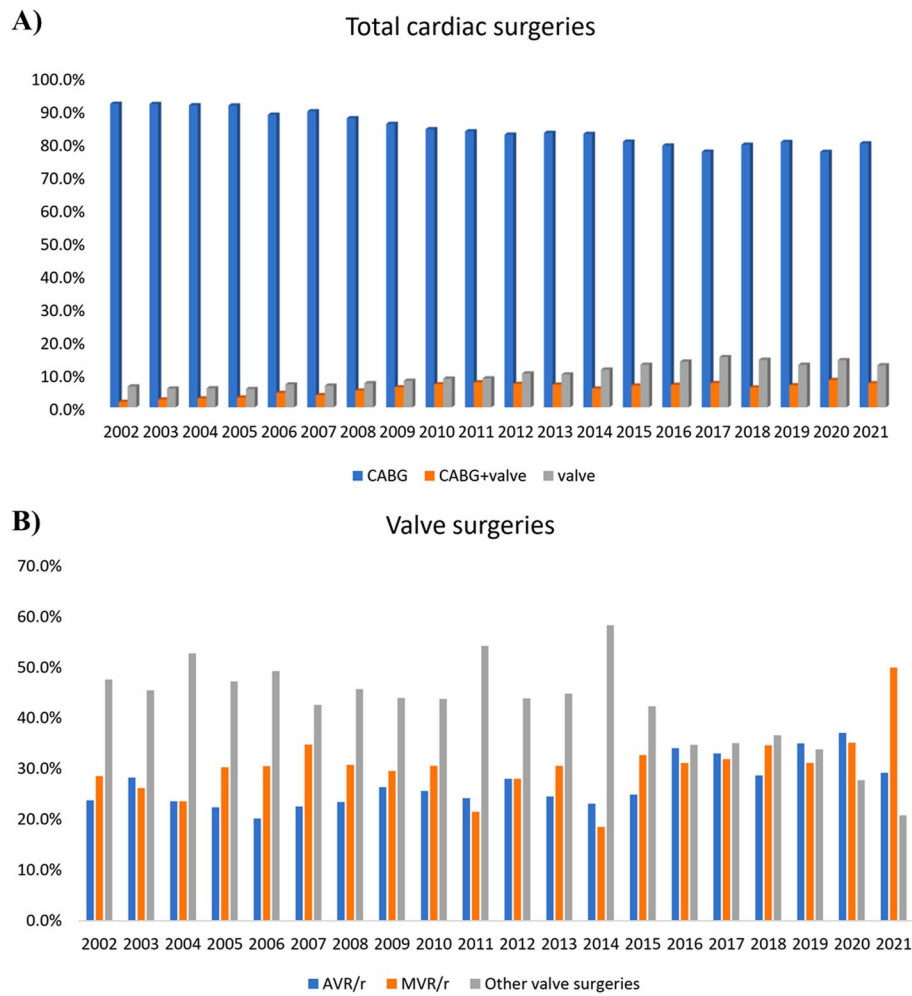 A)
Total cardiac surgeries
100.0%
90.0%
80.0%
70.0%
60.0%
50.0%
40.0%
30.0%
20.0%
10.0%
0.0%
2002 2003 2004 2005 2006 2007 2008 2009 2010 2011 2012 2013 2014 2015 2016 2017 2018 2019 2020 2021
CABG CABG+valve valve
B)
Valve surgeries
70.0%
60.0%
50.0%
40.0%
30.0%
20.0%
10.0%
0.0%
2002 2003 2004 2005 2006 2007 2008 2009 2010 2011 2012 2013 2014 2015 2016 2017 2018 2019 2020 2021
AVR/r MVR/r Other valve surgeries